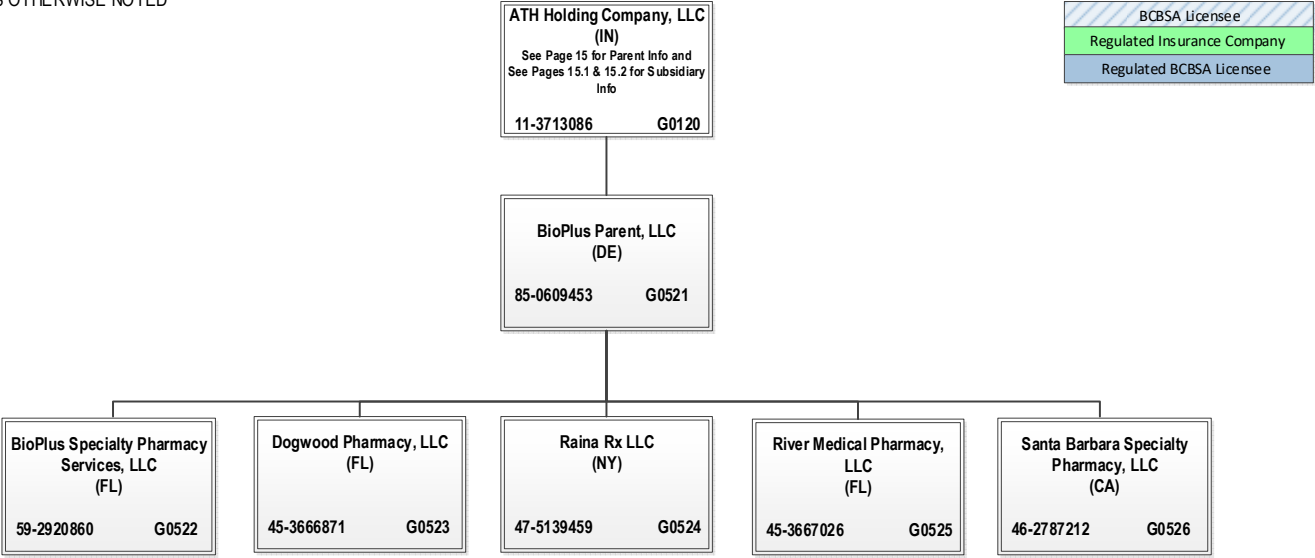 OTHERWISE NOTED
ATH Holding Company, LLC
(IN)
See Page 15 for Parent Info and
See Pages 15.1 & 15.2 for Subsidiary
Info
11-3713086 G0120
BCBSA Licensee
Regulated Insurance Company
Regulated BCBSA Licensee
BioPlus Parent, LLC
(DE)
85-0609453 G0521
BioPlus Specialty Pharmacy
Services, LLC
(FL)
59-2920860 G0522
Dogwood Pharmacy, LLC
(FL)
45-3666871 G0523
Raina Rx LLC
(NY)
47-5139459 G0524
River Medical Pharmacy,
LLC
(FL)
45-3667026 G0525
Santa Barbara Specialty
Pharmacy, LLC
(CA)
46-2787212 G0526